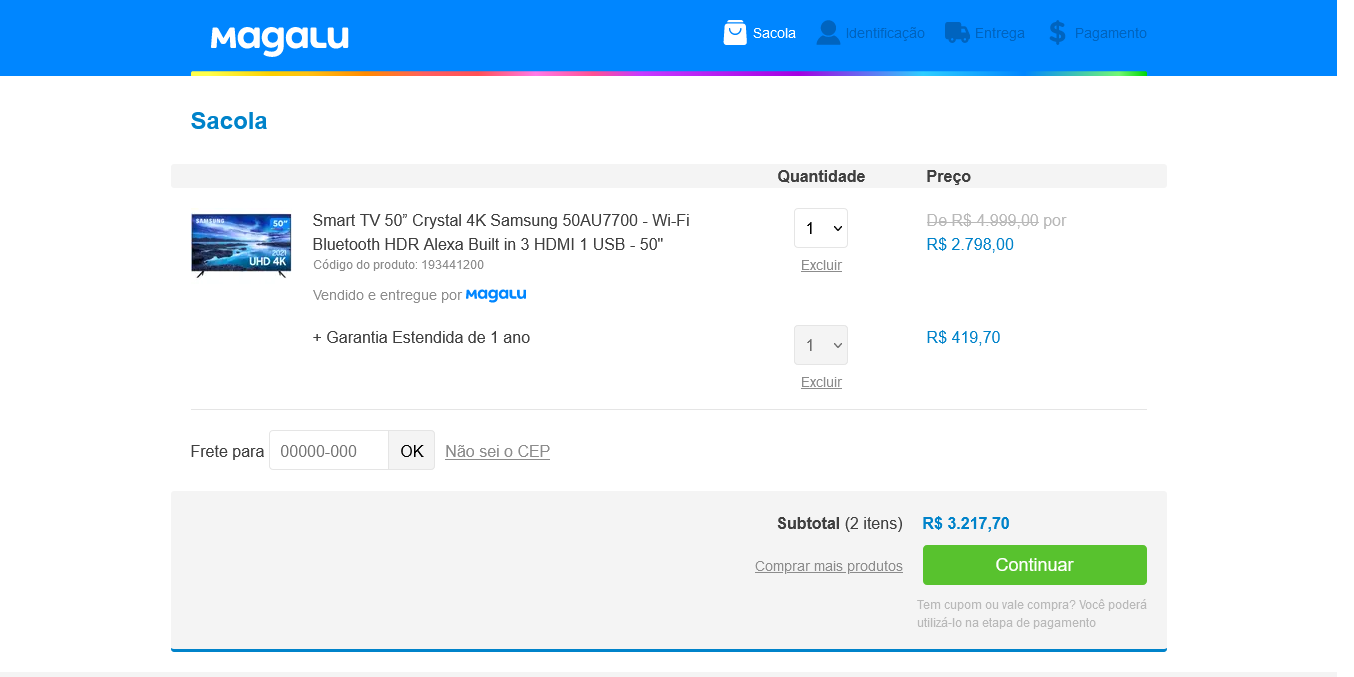 Magalu
Sacola
Identificação
Entrega
Pagamento
Sacola
Quantidade Preço
SAMSUNG 50"
2021
UHD 4K
Smart TV 50” Crystal 4K Samsung 50AU7700 - Wi-Fi
Bluetooth HDR Alexa Built in 3 HDMI 1 USB - 50"
Código do produto: 193441200
Vendido e entregue por Magalu
1
Excluir
De R$ 4.999,00 por
R$ 2.798,00
+ Garantia Estendida de 1 ano
1
Excluir
R$ 419,70
Frete para 00000-000 OK Não sei o CEP
Subtotal (2 itens) R$ 3.217,70
Comprar mais produtos Continuar
Tem cupom ou vale compra? Você poderá
utilizá-lo na etapa de pagamento